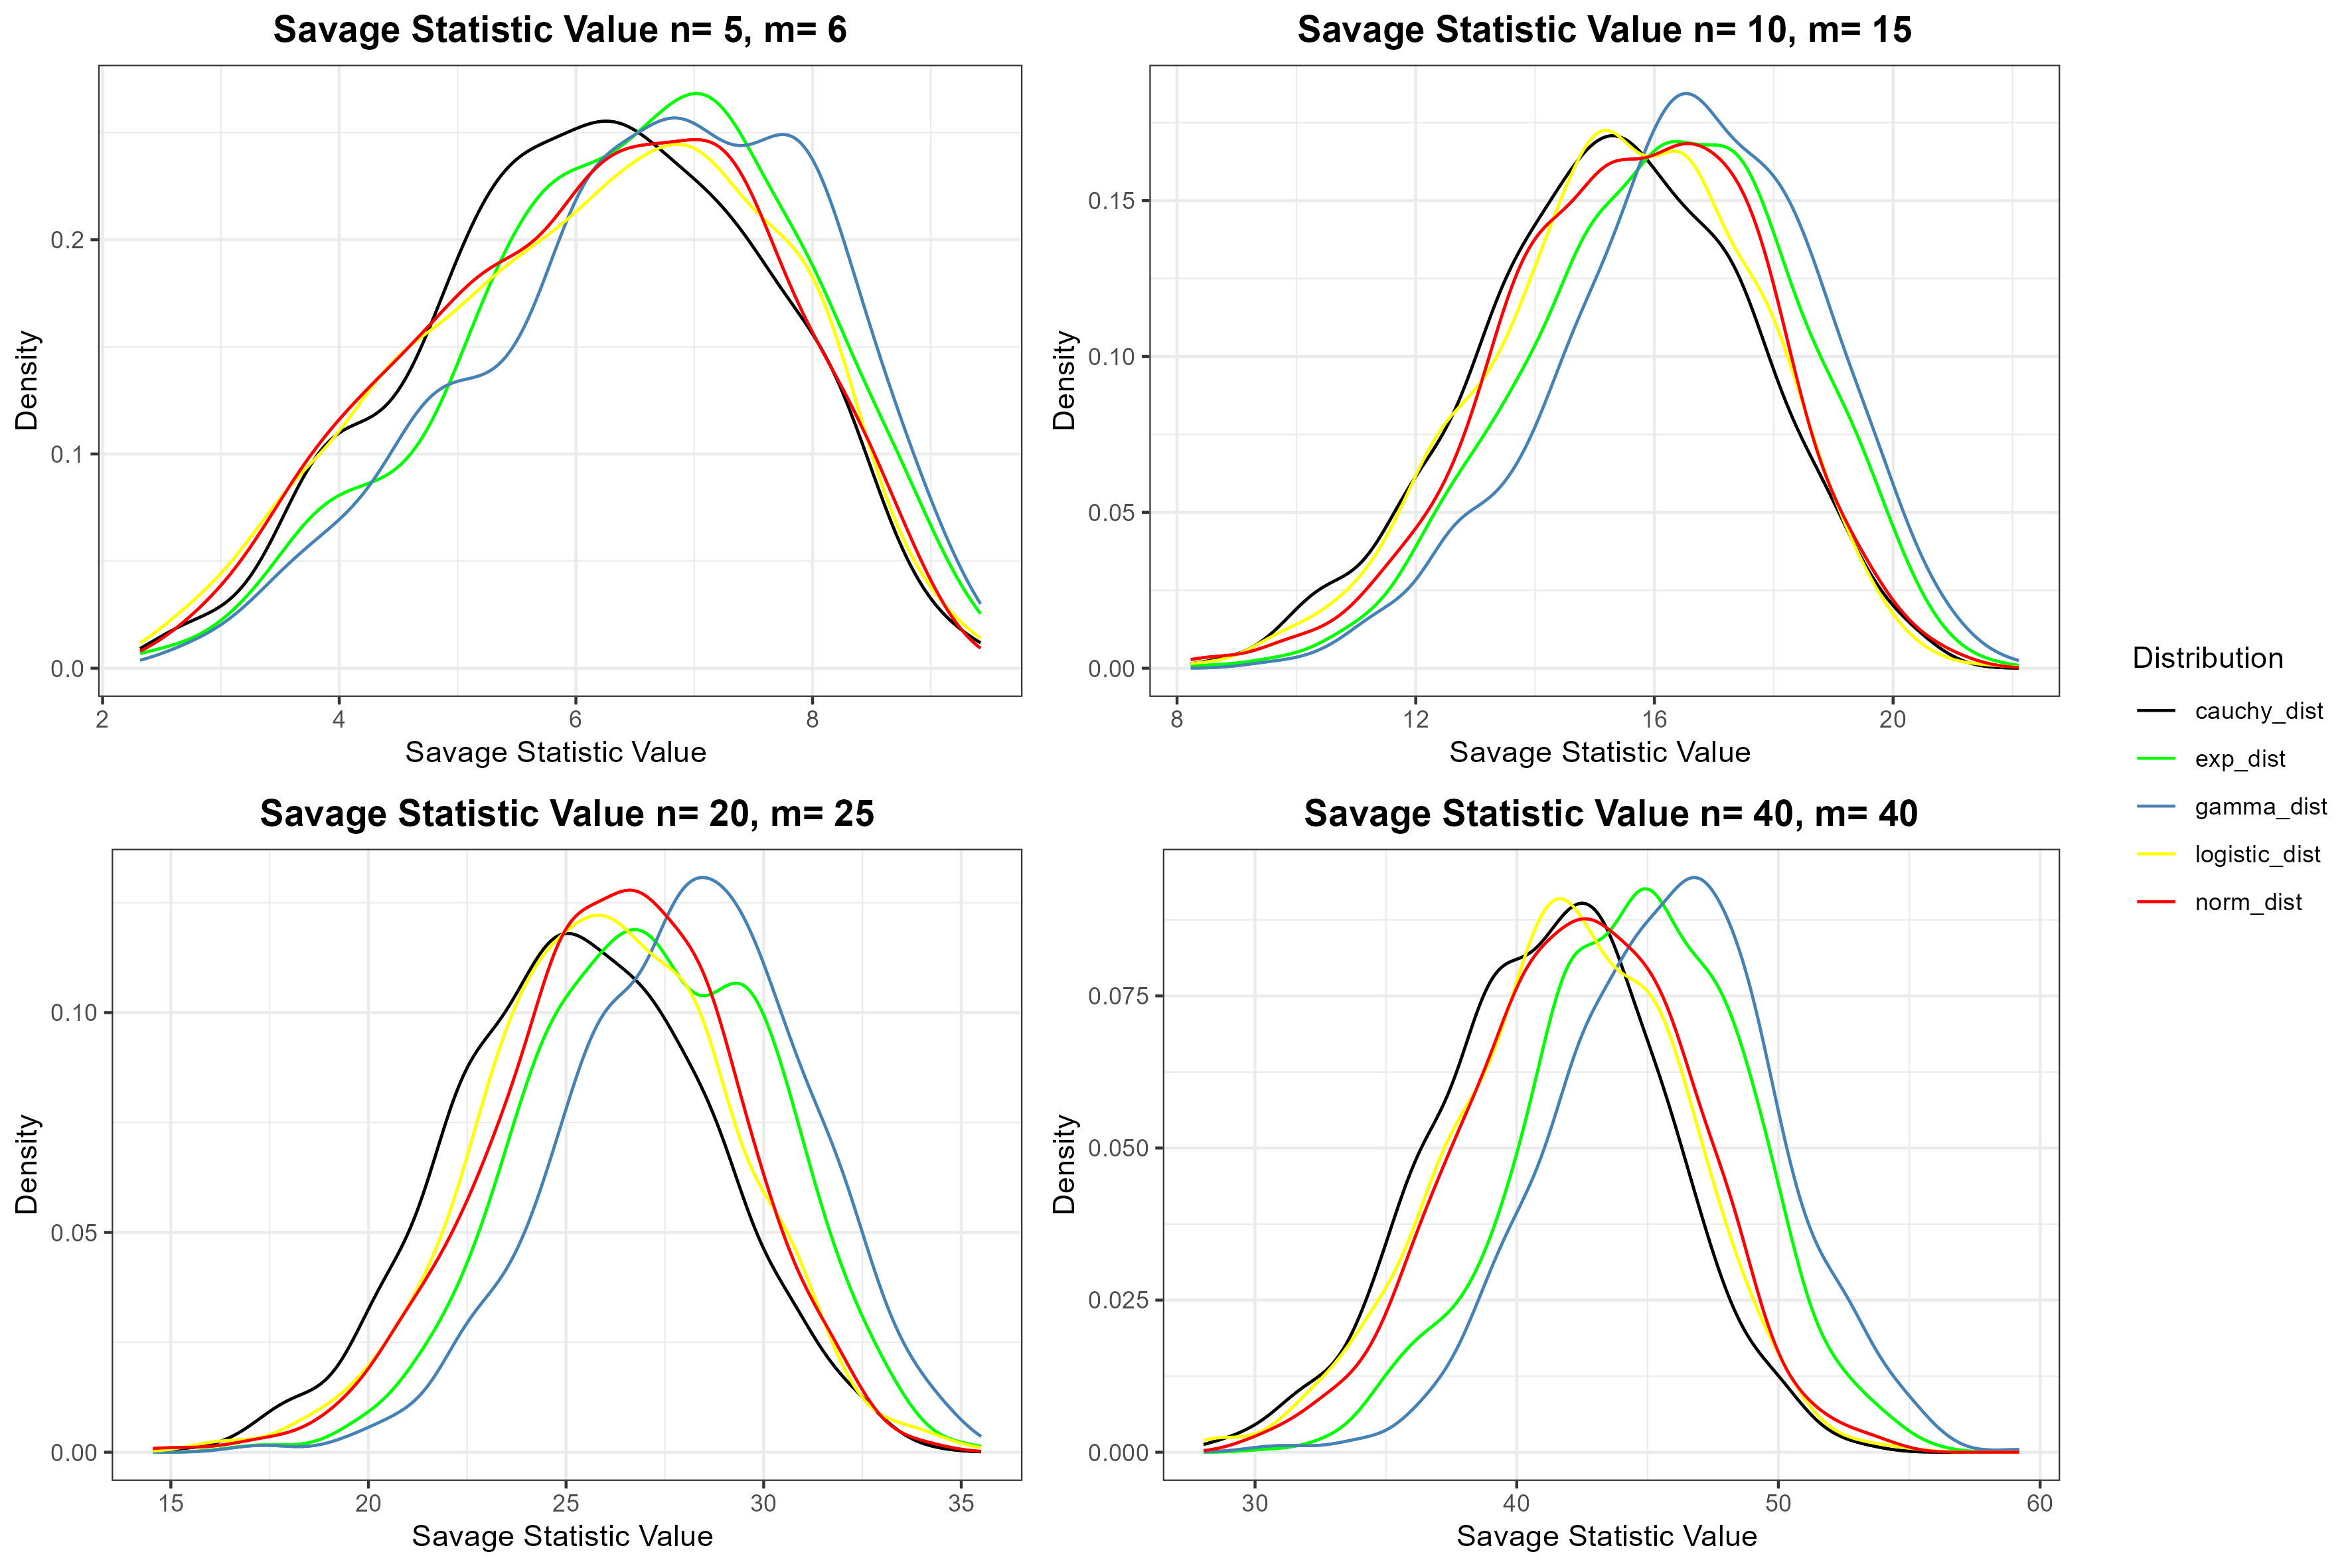 Savage Statistic Value n= 5, m= 6
Density
0.2
0.1
0.0
2 4 6 8
Savage Statistic Value
Savage Statistic Value n= 10, m= 15
Density
0.15
0.10
0.05
0.00
8 12 16 20
Savage Statistic Value
Savage Statistic Value n= 20, m= 25
Density
0.10
0.05
0.00
15 20 25 30 35
Savage Statistic Value
Savage Statistic Value n= 40, m= 40
Density
0.075
0.050
0.025
0.000
30 40 50 60
Savage Statistic Value
Distribution
cauchy_dist
exp_dist
gamma_dist
logistic_dist
norm_dist